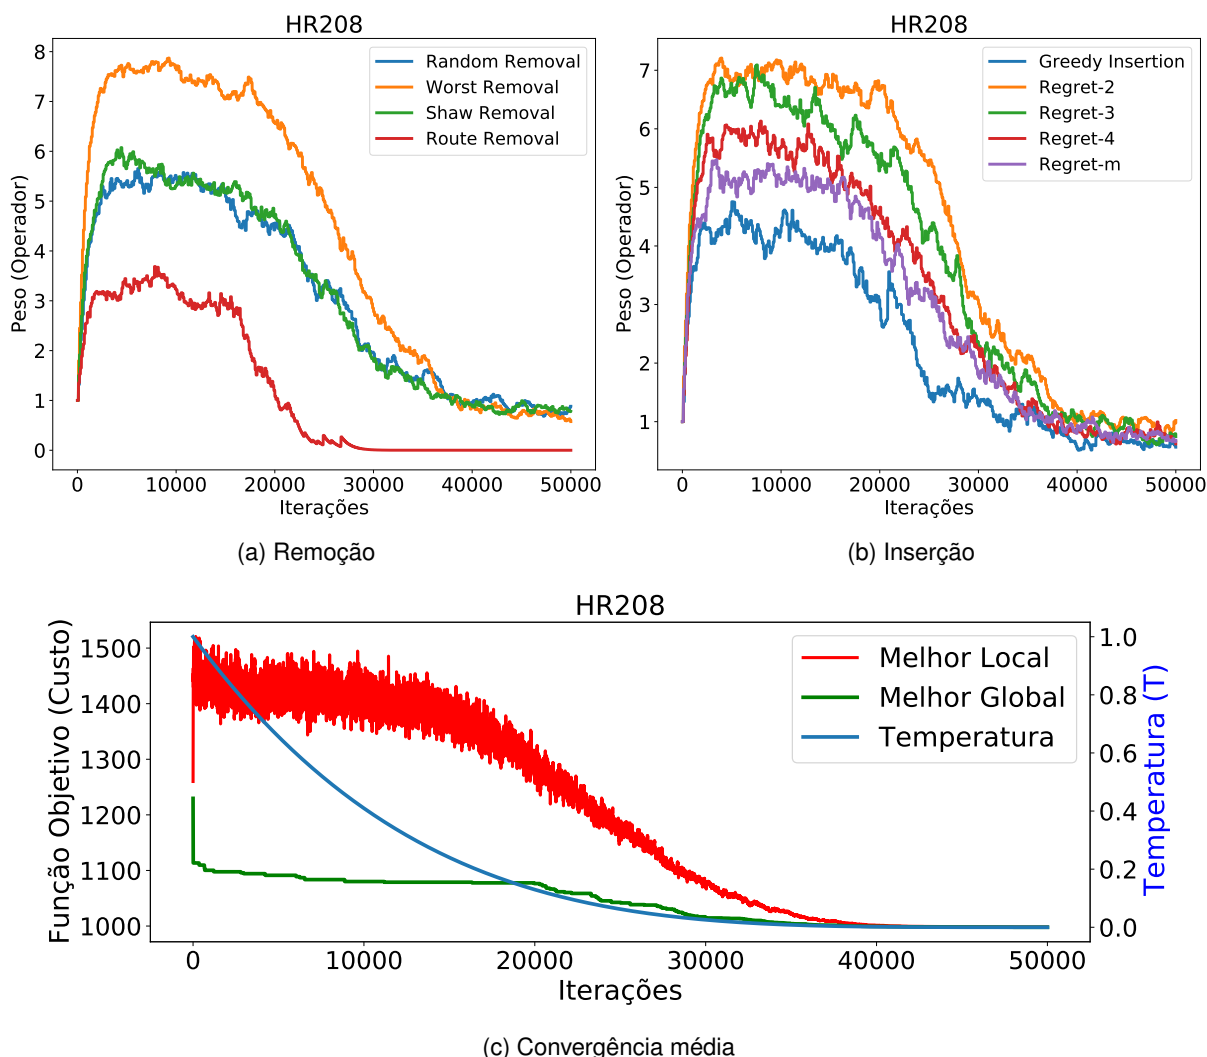 HR208
8
7
6
5
4
3
2
1
0
Peso (Operador)
Random Removal
Worst Removal
Shaw Removal
Route Removal
0 10000 20000 30000 40000 50000
Iterações
(a) Remoção
HR208
7
6
5
4
3
2
1
Peso (Operador)
Greedy Insertion
Regret-2
Regret-3
Regret-4
Regret-m
0 10000 20000 30000 40000 50000
Iterações
(b) Inserção
HR208
Função Objetivo (Custo)
1500
1400
1300
1200
1100
1000
Melhor Local
Melhor Global
Temperatura
1.0
0.8
0.6
0.4
0.2
0.0
Temperatura (T)
0 10000 20000 30000 40000 50000
Iterações
(c) Convergência média